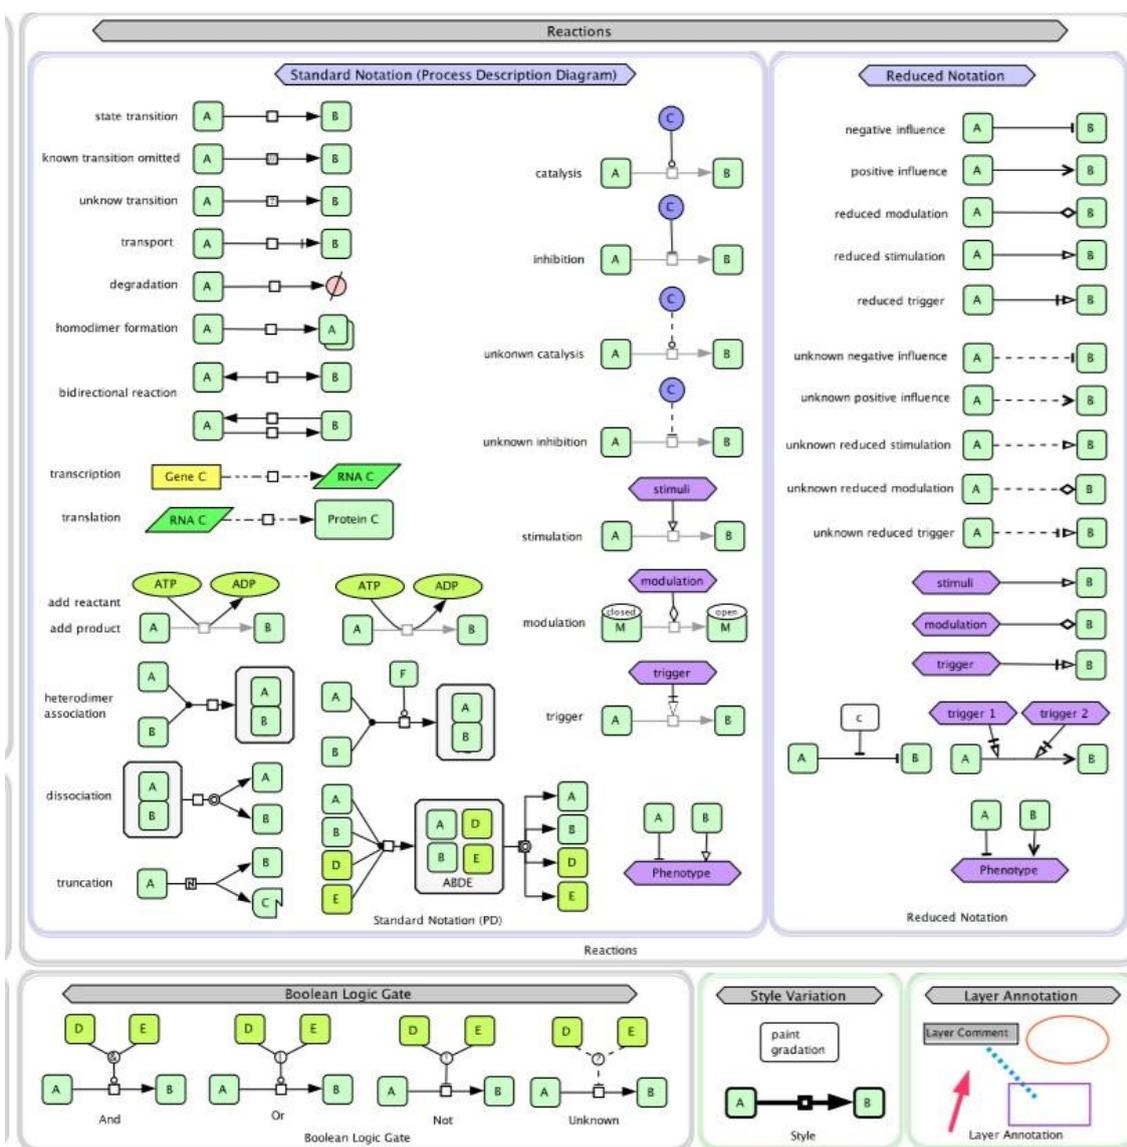 Reactions
Standard Notation (Process Description Diagram)
state transition A B
known transition omitted A B
unknow transition A ? B
transport A B
degradation A
homodimer formation A A
bidirectional reaction A B
A B
transcription Gene C RNA C
translation RNA C Protein C
add reactant
add product
ATP ADP
A B
ATP ADP
A B
heterodimer
association
A
B
A
B
A
B
F
A
B
dissociation
A
B
A
B
A
B
D
E
A D
B E
ABDE
A
B
D
E
truncation A N B
C
C
catalysis A B
C
inhibition A B
C
unkonwn catalysis A B
C
unknown inhibition A B
stimuli
stimulation A B
modulation
closed open
modulation M M
trigger
trigger A B
A B
Phenotype
Standard Notation (PD)
Reduced Notation
negative influence A B
positive influence A B
reduced modulation A B
reduced stimulation A B
reduced trigger A B
unknown negative influence A B
unknown positive influence A B
unknown reduced stimulation A B
unknown reduced modulation A B
unknown reduced trigger A B
stimuli B
modulation B
trigger B
c
A B
trigger 1 trigger 2
A B
A B
Phenotype
Reduced Notation
Reactions
Boolean Logic Gate
D E
&
A B
And
D E
A B
Or
D E
A B
Not
D E
?
A B
Unknown
Boolean Logic Gate
Style Variation
paint
gradation
A B
Style
Layer Annotation
Layer Comment
Layer Annotation